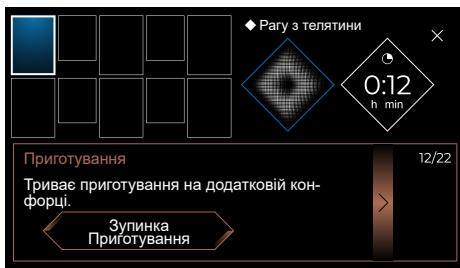 Рагу з телятини
0:12
h min
Приготування
12/22
Триває приготування на додатковій кон-
форці.
Зупинка
Приготування